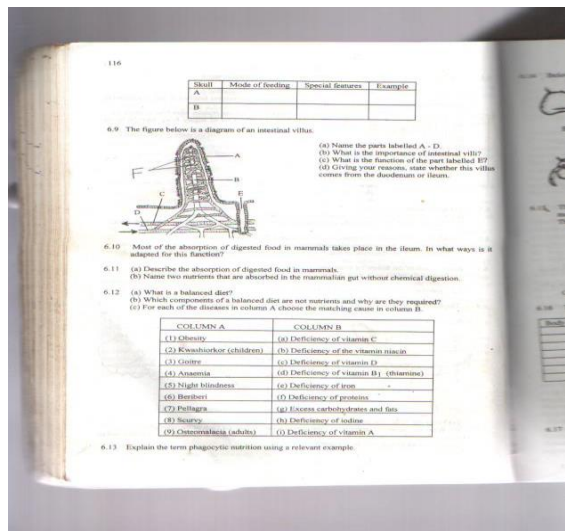 116
Skull Mode of feeding Special features Example
A
B
6.9 The figure below is a diagram of an intestinal villus.
(a) Name the parts labelled A - D.
(b) What is the importance of intestinal villi?
(c) What is the function of the part labelled E?
(d) Giving your reasons, state whether this villus
comes from the duodenum or ileum.
A
F
B
C
E
D
6.10 Most of the absorption of digested food in mammals takes place in the ileum. In what ways is it
adapted for this function?
6.11 (a) Describe the absorption of digested food in mammals.
(b) Name two nutrients that are absorbed in the mammalian gut without chemical digestion.
6.12 (a) What is a balanced diet?
(b) Which components of a balanced diet are not nutrients and why are they required?
(c) For each of the diseases in column A choose the matching cause in column B.
COLUMN A COLUMN B
(1) Obesity (a) Deficiency of vitamin C
(2) Kwashiorkor (children) (b) Deficiency of the vitamin niacin
(3) Goitre (c) Deficiency of vitamin D
(4) Anaemia (d) Deficiency of vitamin B1 (thiamine)
(5) Night blindness (e) Deficiency of iron
(6) Beriberi (f) Deficiency of proteins
(7) Pellagra (g) Excess carbohydrates and fats
(8) Scurvy (h) Deficiency of iodine
(9) Osteomalacia (adults) (i) Deficiency of vitamin A
6.13 Explain the term phagocytic nutrition using a relevant example.